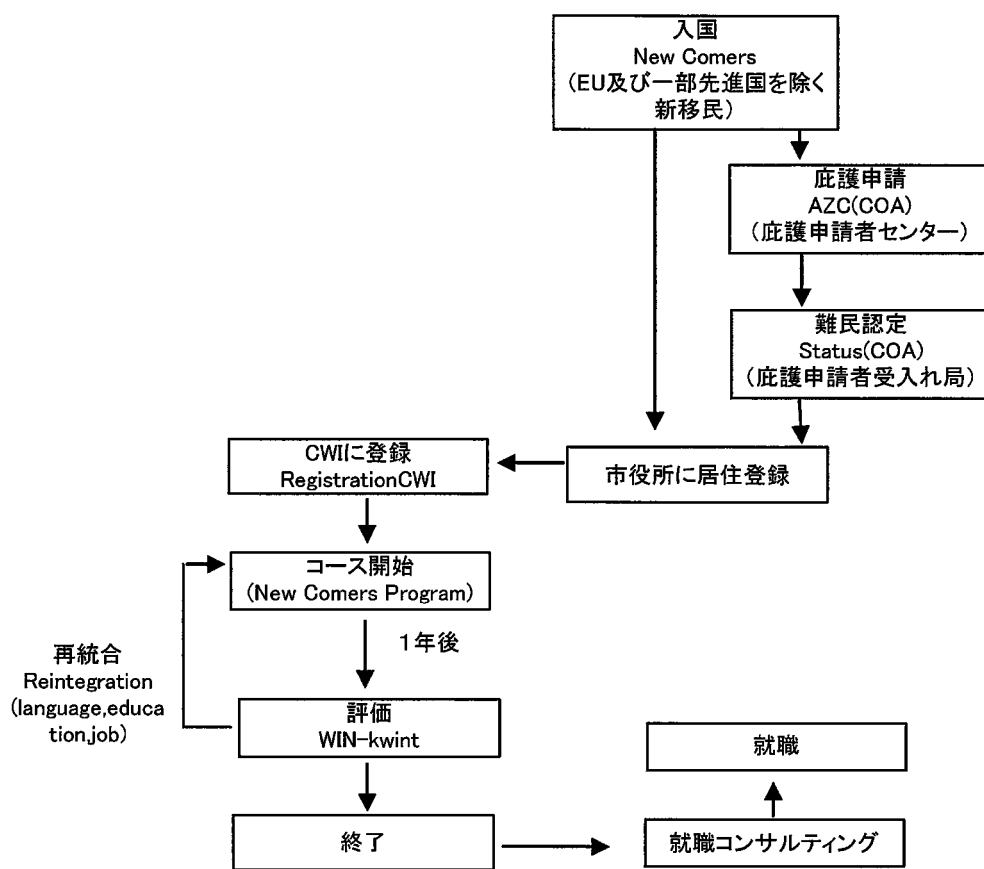 入国
New Comers
(EU及び一部先進国を除く
新移民)
庇護申請
AZC(COA)
(庇護申請者センター)
難民認定
Status(COA)
(庇護申請者受入れ局)
市役所に居住登録
CWIに登録
RegistrationCWI
コース開始
(New Comers Program)
1年後
再統合
Reintegration
(language,educa
tion,job)
評価
WIN-kwint
終了
就職コンサルティング
就職